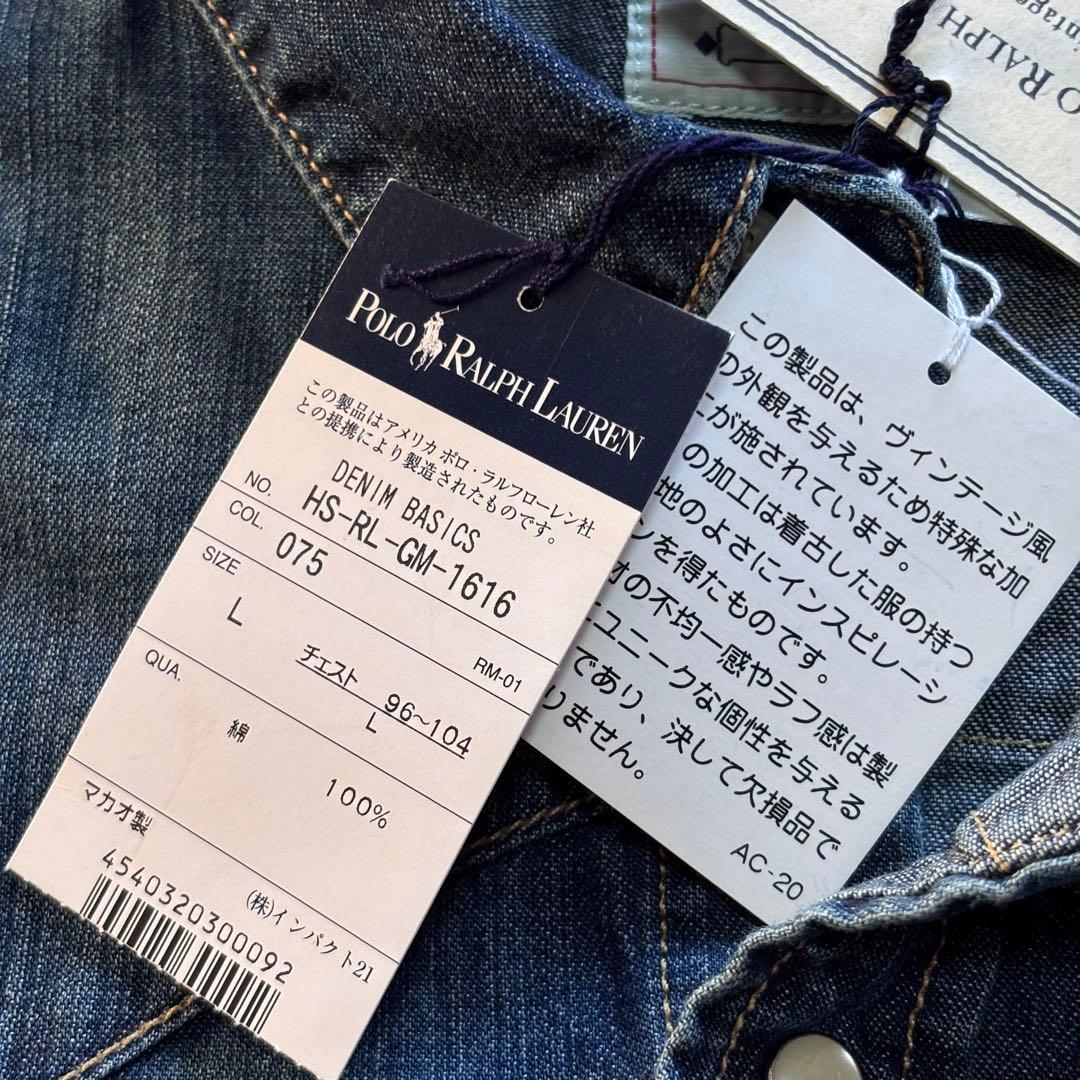 POLO RALPH LAUREN
この製品はアメリカ ポロ・ラルフローレン社
との提携により製造されたものです。
DENIM BASICS
NO. HS-RL-GM-1616
COL. 075
SIZE RM-01
L チェスト 96~104
L
QUA.
綿 100%
マカオ製
(株)インパクト21
4540320300092
この製品は、ヴィンテージ風
の外観を与えるため特殊な加
工が施されています。
の加工は着古した服の持つ
地のよさにインスピレーシ
ンを得たものです。
材の不均一感やラフ感は製
ユニークな個性を与える
であり、決して欠損品で
りません。
AC-20
O RALPH
intage